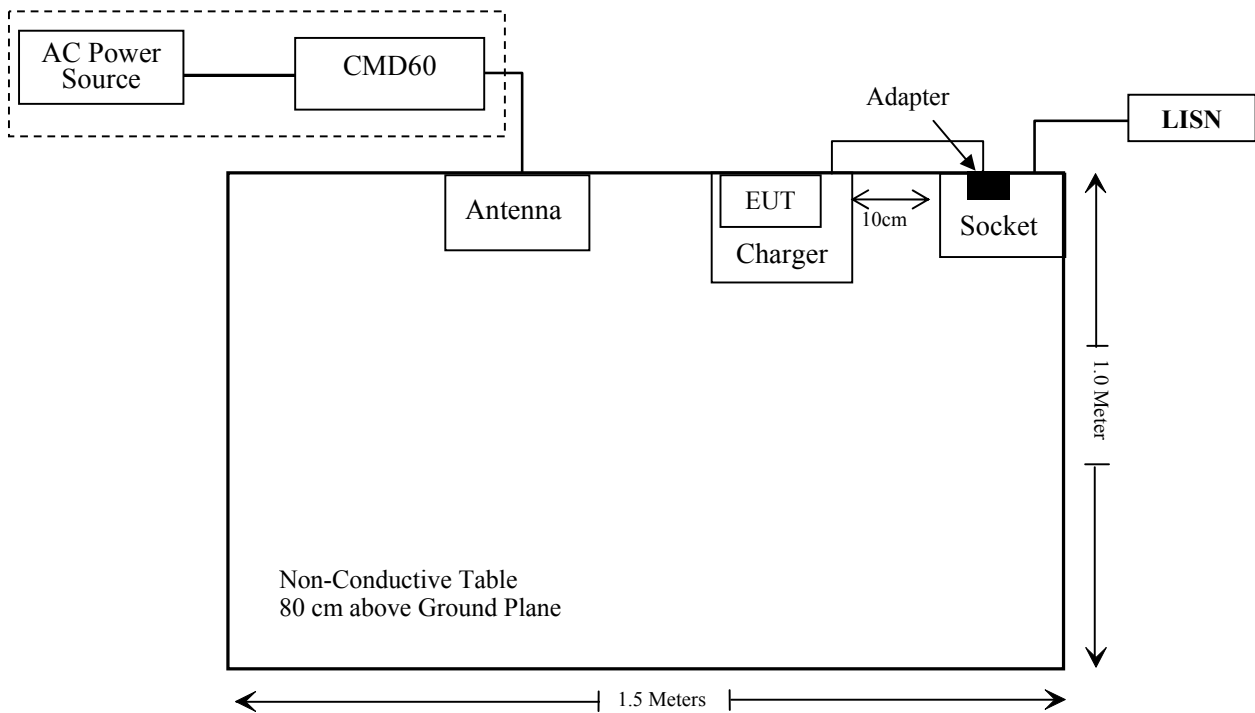 AC Power
Source
CMD60
Adapter
LISN
Antenna
EUT
10cm
Charger
Socket
1.0 Meter
Non-Conductive Table
80 cm above Ground Plane
1.5 Meters